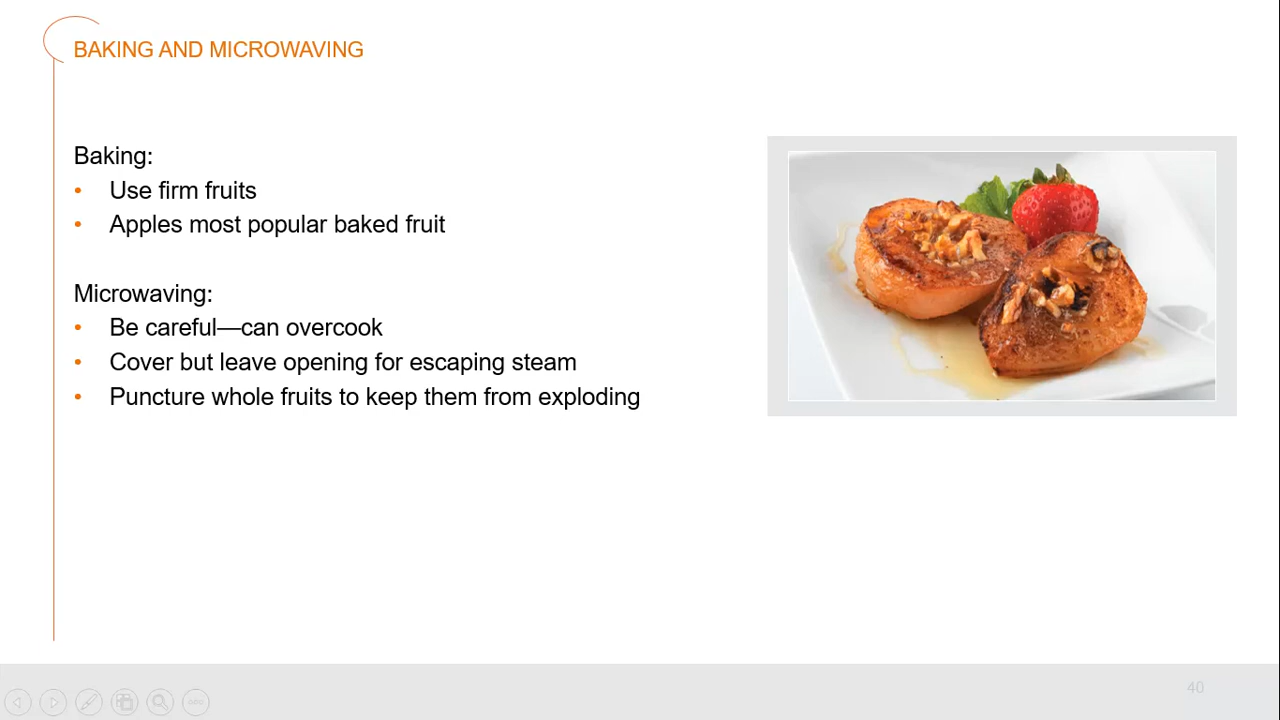 BAKING AND MICROWAVING
Baking:
• Use firm fruits
• Apples most popular baked fruit
Microwaving:
• Be careful—can overcook
• Cover but leave opening for escaping steam
• Puncture whole fruits to keep them from exploding
40